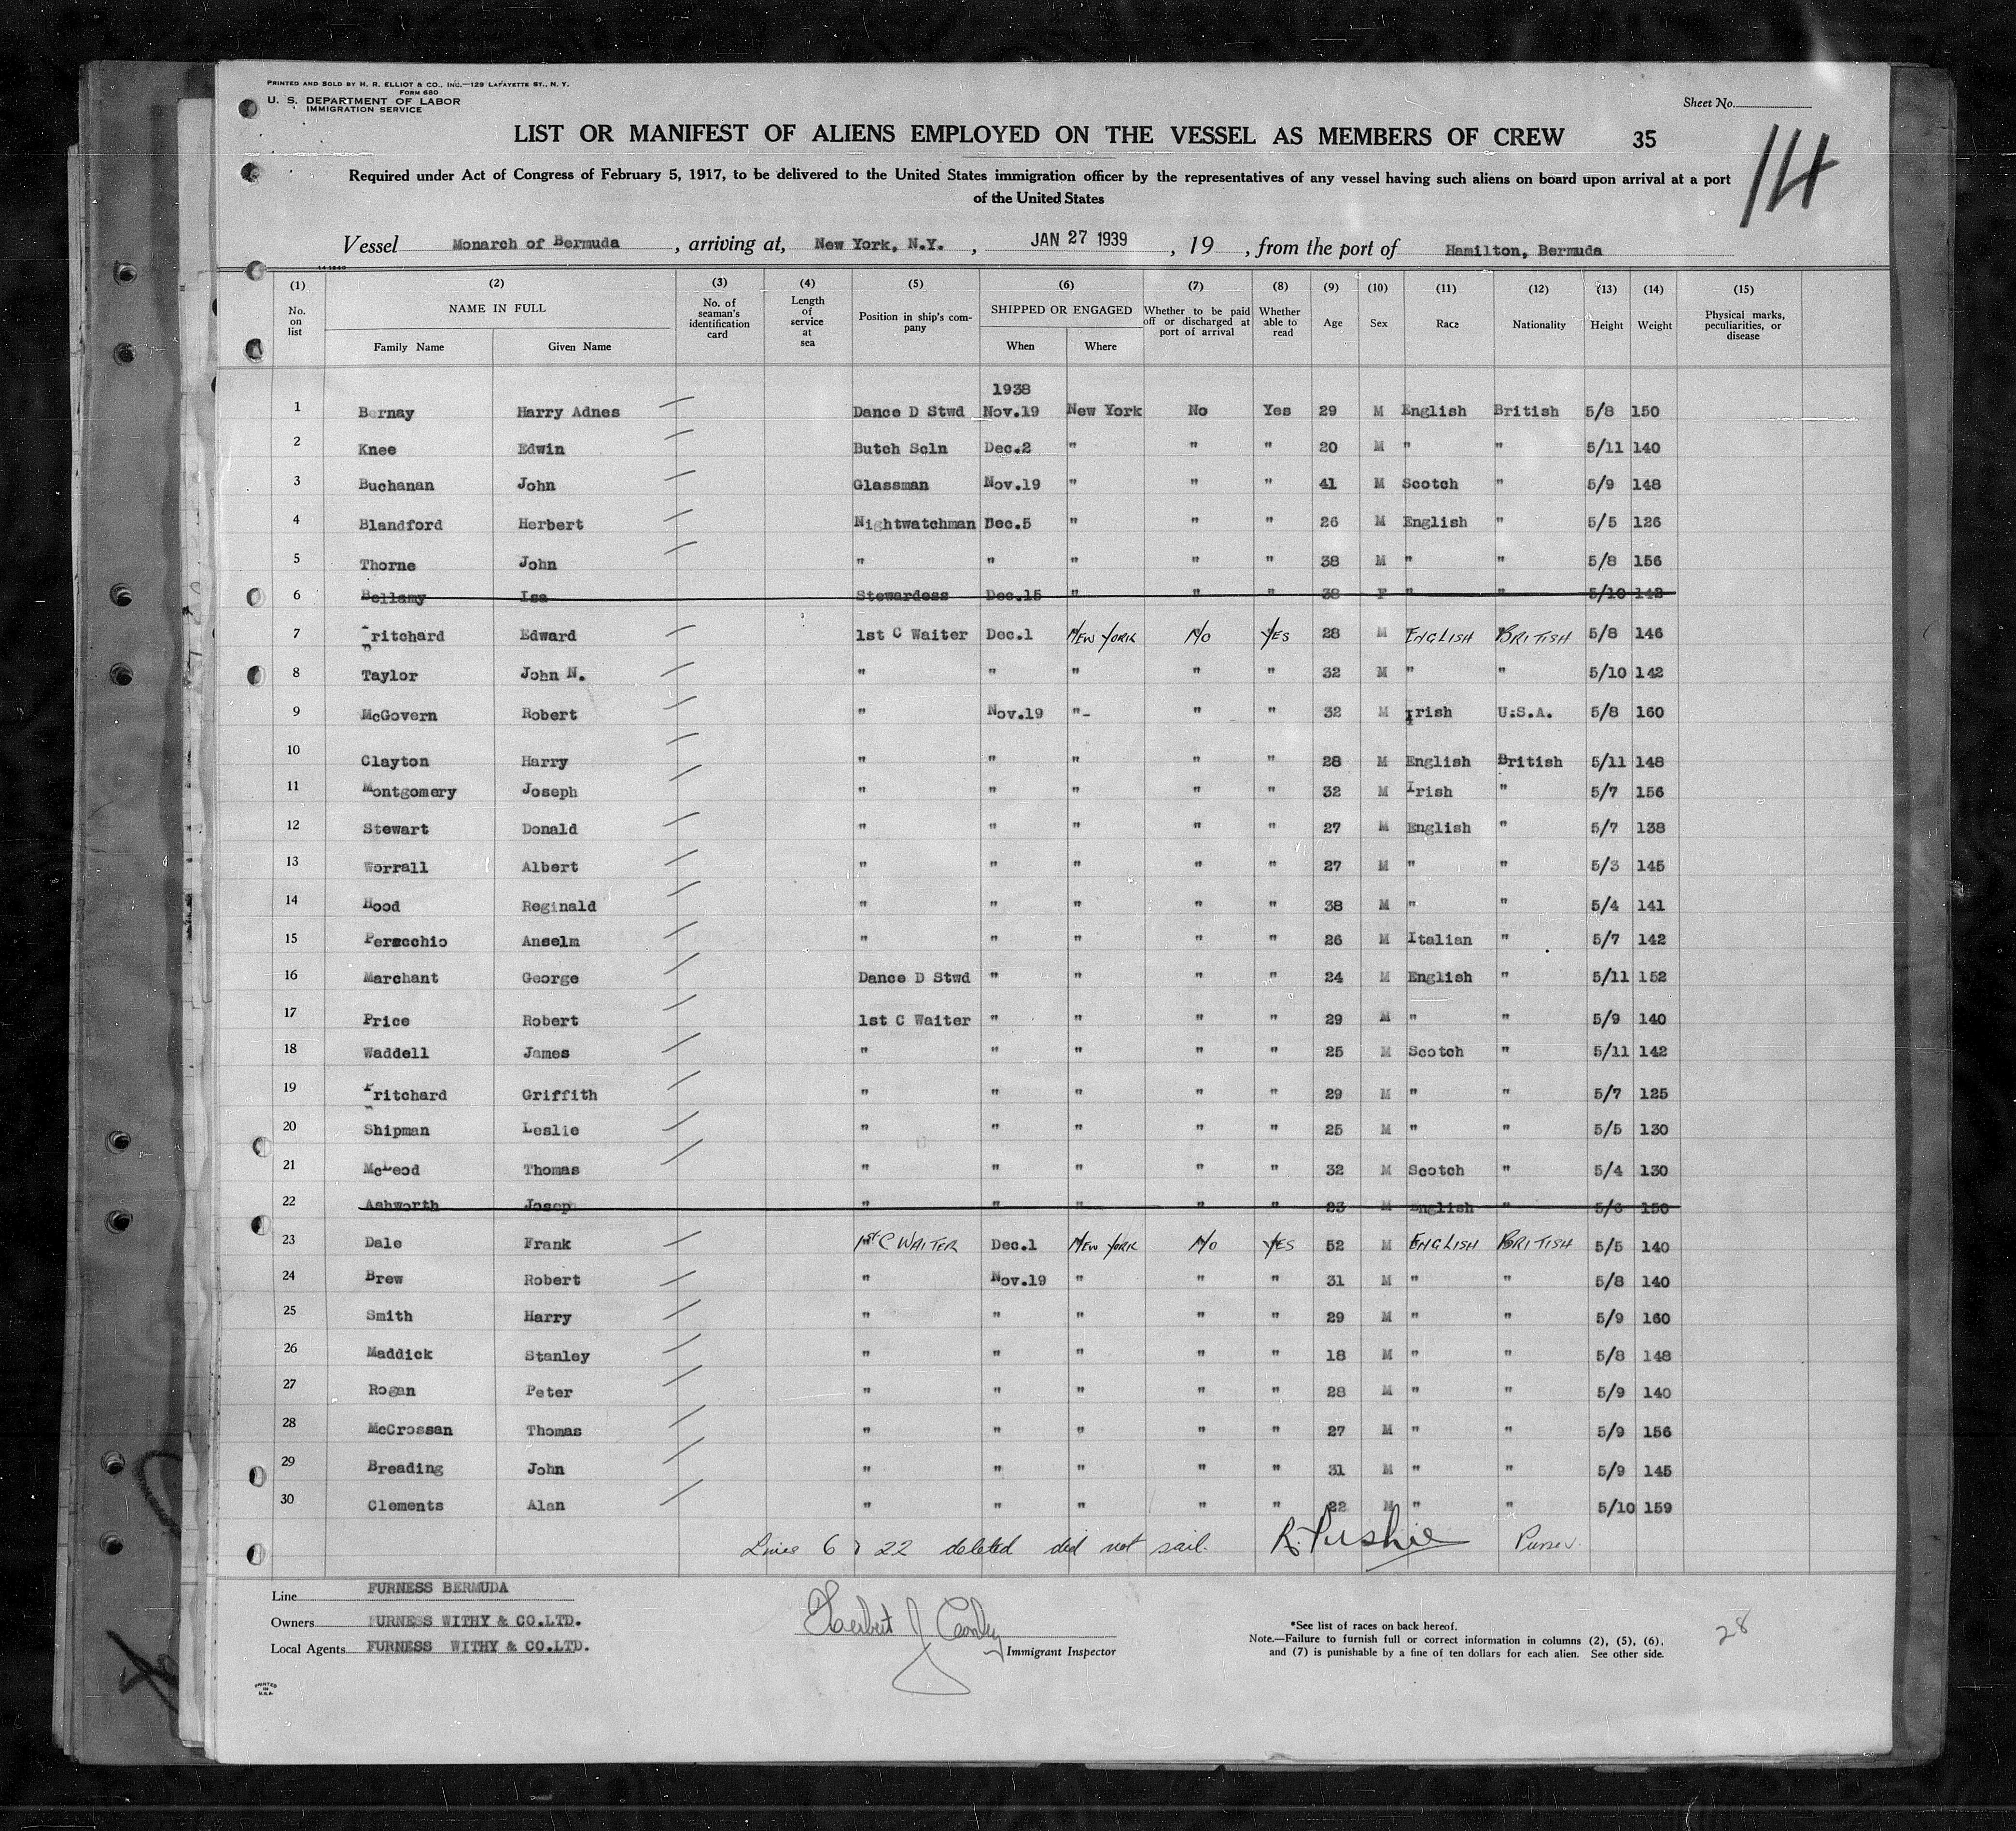 PRINTED AND SOLD BY H. R. ELLIOT & CO., INC.—129 LAFAYETTE ST., N. Y.
FORM 680
U. S. DEPARTMENT OF LABOR
IMMIGRATION SERVICE
Sheet No.
LIST OR MANIFEST OF ALIENS EMPLOYED ON THE VESSEL AS MEMBERS OF CREW 35
14
Required under Act of Congress of February 5, 1917, to be delivered to the United States immigration officer by the representatives of any vessel having such aliens on board upon arrival at a port
of the United States
Vessel Monarch of Bermuda, arriving at, New York, N.Y., JAN 27 1939, 19 , from the port of Hamilton, Bermuda
14-1240
(1) (2) (3) (4) (5) (6) (7) (8) (9) (10) (11) (12) (13) (14) (15)
No. on list NAME IN FULL Family Name Given Name No. of seaman's identification card Length of service at sea Position in ship's company SHIPPED OR ENGAGED When Where Whether to be paid off or discharged at port of arrival Whether able to read Age Sex Race Nationality Height Weight Physical marks, peculiarities, or disease
1938
1 Bernay Harry Adnes Dance D Stwd Nov.19 New York No Yes 29 M English British 5/8 150
2 Knee Edwin Butch Scln Dec.2 " " " 20 M " " 5/11 140
3 Buchanan John Glassman Nov.19 " " " 41 M Scotch " 5/9 148
4 Blandford Herbert Nightwatchman Dec.5 " " " 26 M English " 5/5 126
5 Thorne John " " " " " 38 M " " 5/8 156
6 Bellamy Isa Stewardess Dec.15 " " " 38 F " " 5/10 142
7 Pritchard Edward 1st C Waiter Dec.1 NEW YORK NO YES 28 M ENGLISH BRITISH 5/8 146
8 Taylor John N. " " " " " 32 M " " 5/10 142
9 McGovern Robert " Nov.19 "- " " 32 M Irish U.S.A. 5/8 160
10 Clayton Harry " " " " " 28 M English British 5/11 148
11 Montgomery Joseph " " " " " 32 M Irish " 5/7 156
12 Stewart Donald " " " " " 27 M English " 5/7 138
13 Worrall Albert " " " " " 27 M " " 5/3 145
14 Hood Reginald " " " " " 38 M " " 5/4 141
15 Peracchio Anselm " " " " " 26 M Italian " 5/7 142
16 Marchant George Dance D Stwd " " " " 24 M English " 5/11 152
17 Price Robert 1st C Waiter " " " " 29 M " " 5/9 140
18 Waddell James " " " " " 25 M Scotch " 5/11 142
19 Pritchard Griffith " " " " " 29 M " " 5/7 125
20 Shipman Leslie " " " " " 25 M " " 5/5 130
21 McLeod Thomas " " " " " 32 M Scotch " 5/4 130
22 Ashworth Josep " " " " " 23 M English " 5/6 150
23 Dale Frank 1st C WAITER Dec.1 NEW YORK NO YES 52 M ENGLISH BRITISH 5/5 140
24 Brew Robert " Nov.19 " " " 31 M " " 5/8 140
25 Smith Harry " " " " " 29 M " " 5/9 160
26 Maddick Stanley " " " " " 18 M " " 5/8 148
27 Rogan Peter " " " " " 28 M " " 5/9 140
28 McCrossan Thomas " " " " " 27 M " " 5/9 156
29 Breading John " " " " " 31 M " " 5/9 145
30 Clements Alan " " " " " 22 M " " 5/10 159
Lines 6 & 22 deleted did not sail. R. Pushie Purser.
Line FURNESS BERMUDA
Owners FURNESS WITHY & CO.LTD.
Local Agents FURNESS WITHY & CO.LTD.
Herbert J
Immigrant Inspector
*See list of races on back hereof.
Note.—Failure to furnish full or correct information in columns (2), (5), (6),
and (7) is punishable by a fine of ten dollars for each alien. See other side.
28
PRINTED IN U.S.A.